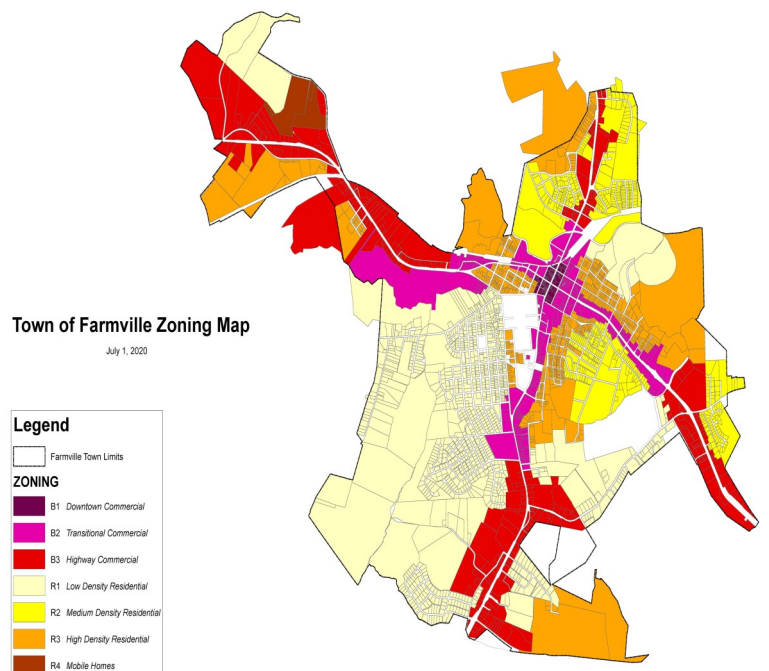 Town of Farmville Zoning Map
July 1, 2020
Legend
Farmville Town Limits
ZONING
B1 Downtown Commercial
B2 Transitional Commercial
B3 Highway Commercial
R1 Low Density Residential
R2 Medium Density Residential
R3 High Density Residential
R4 Mobile Homes